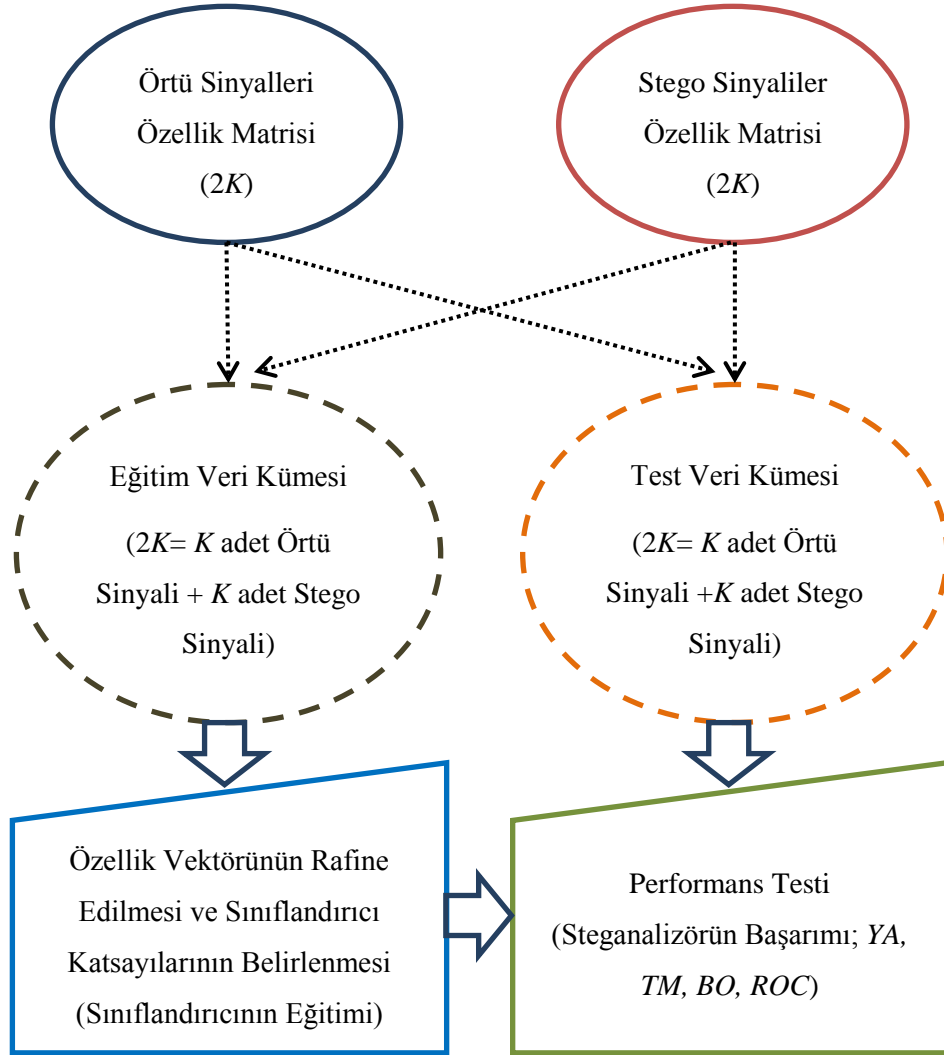 Örtü Sinyalleri
Özellik Matrisi
(2K)
Stego Sinyaliler
Özellik Matrisi
(2K)
Eğitim Veri Kümesi
(2K= K adet Örtü
Sinyali + K adet Stego
Sinyali)
Test Veri Kümesi
(2K= K adet Örtü
Sinyali +K adet Stego
Sinyali)
Özellik Vektörünün Rafine
Edilmesi ve Sınıflandırıcı
Katsayılarının Belirlenmesi
(Sınıflandırıcının Eğitimi)
Performans Testi
(Steganalizörün Başarımı; YA,
TM, BO, ROC)